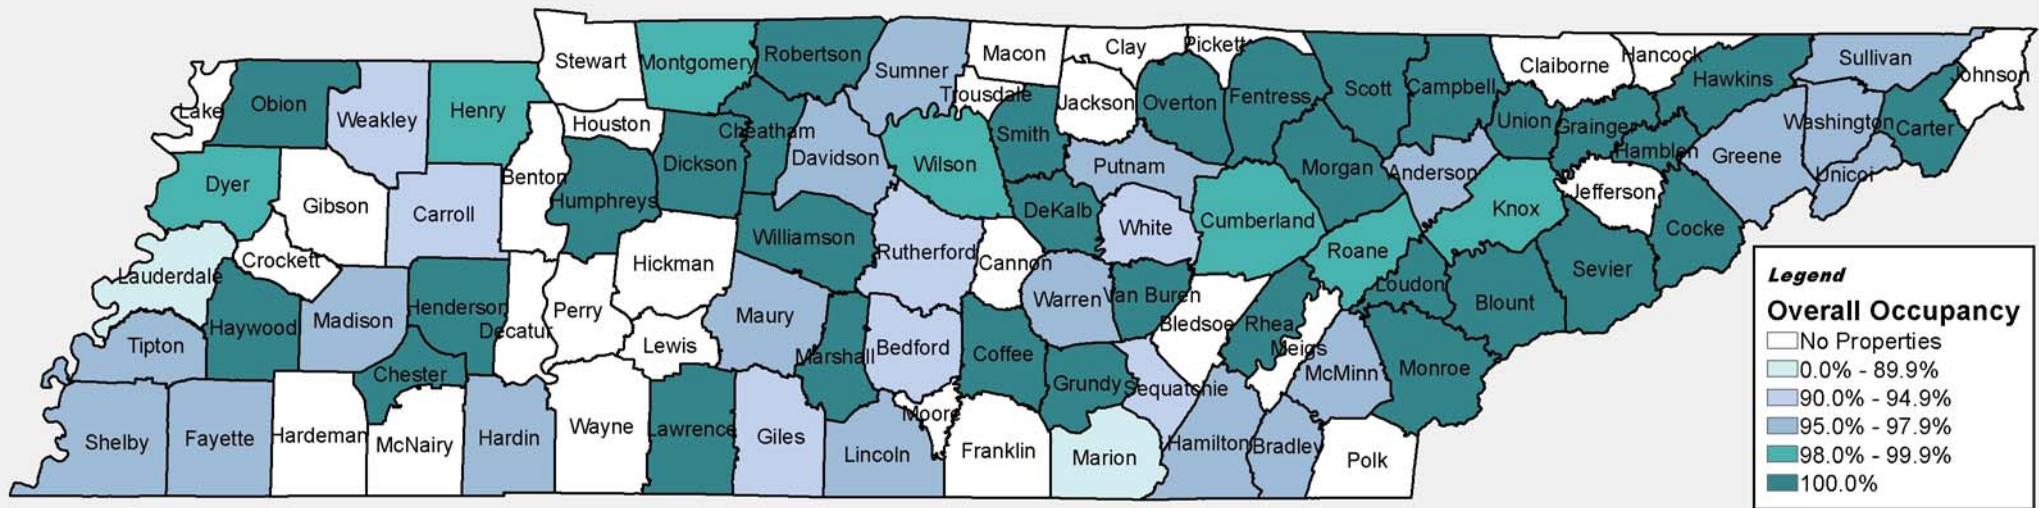 Stewart
Montgomery
Robertson
Sumner
Macon
Clay
Pickett
Scott
Campbell
Claiborne
Hancock
Hawkins
Sullivan
Johnson
Lake
Obion
Weakley
Henry
Houston
Cheatham
Davidson
Trousdale
Smith
Jackson
Overton
Fentress
Union
Grainger
Hamblen
Greene
Washington
Carter
Unicoi
Dyer
Gibson
Carroll
Benton
Humphreys
Dickson
Wilson
Putnam
DeKalb
White
Cumberland
Morgan
Anderson
Knox
Jefferson
Cocke
Lauderdale
Crockett
Hickman
Williamson
Rutherford
Cannon
Roane
Loudon
Blount
Sevier
Tipton
Haywood
Madison
Henderson
Decatur
Perry
Lewis
Maury
Marshall
Bedford
Coffee
Warren
Van Buren
Bledsoe
Rhea
Meigs
McMinn
Monroe
Shelby
Fayette
Hardeman
Chester
McNairy
Hardin
Wayne
Lawrence
Giles
Lincoln
Moore
Franklin
Grundy
Sequatchie
Marion
Hamilton
Bradley
Polk
Legend
Overall Occupancy
No Properties
0.0% - 89.9%
90.0% - 94.9%
95.0% - 97.9%
98.0% - 99.9%
100.0%